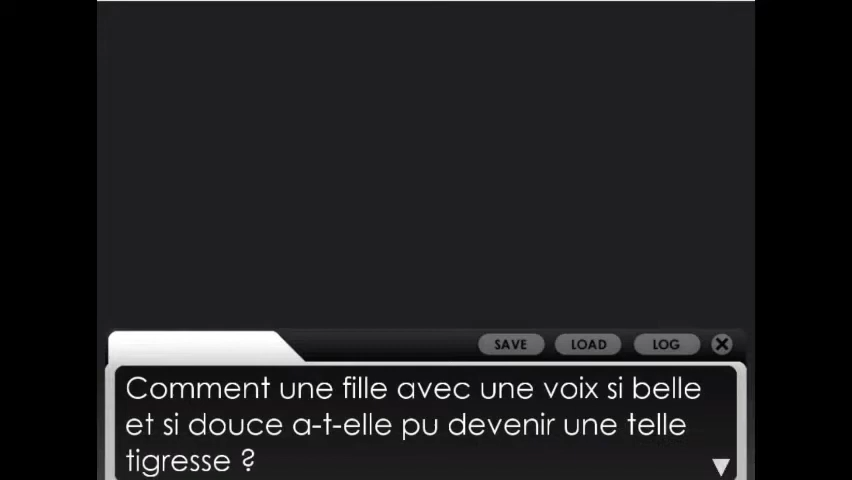 SAVE LOAD LOG
Comment une fille avec une voix si belle
et si douce a-t-elle pu devenir une telle
tigresse ?